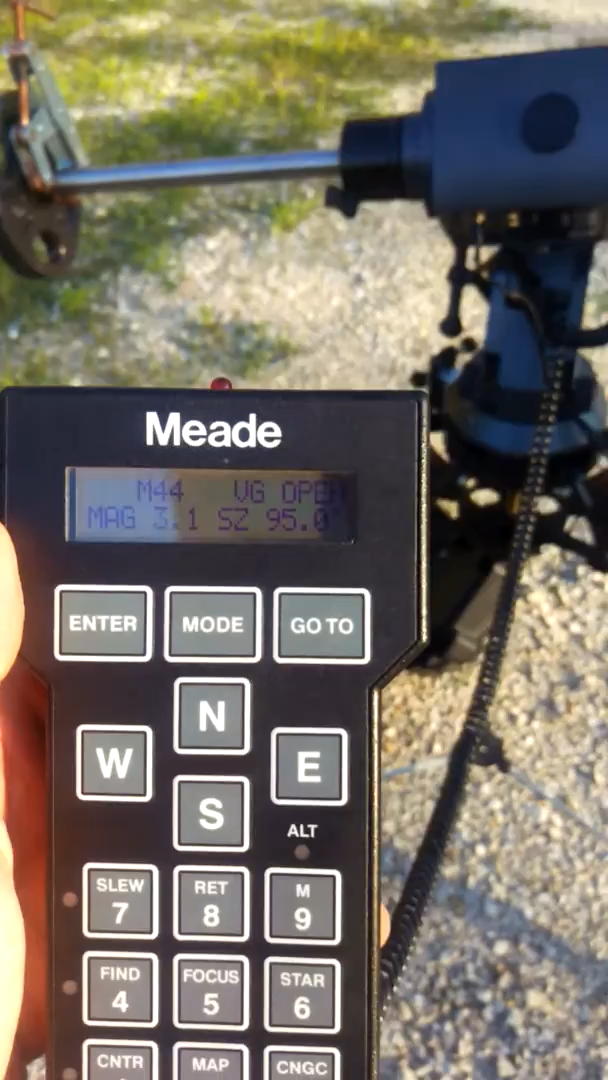 Meade
M44 VG OPEN
MAG 3.1 SZ 95.0'
ENTER MODE GO TO
N
W E
S
ALT
SLEW RET M
7 8 9
FIND FOCUS STAR
4 5 6
CNTR MAP CNGC